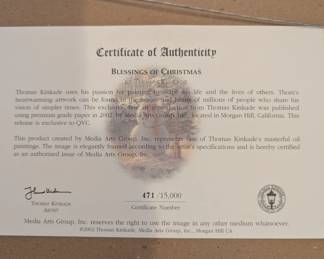 Certificate of Authenticity
BLESSINGS OF CHRISTMAS
Thomas Kinkade uses his passion for painting to share the life and the lives of others. Thom's
heartwarming artwork can be found in the homes and hearts of millions of people who share his
vision of simpler times. This exclusive fine art reproduction from Thomas Kinkade was published
using premium grade paper in 2002 by Media Arts Group, Inc., located in Morgan Hill, California. This
release is exclusive to QVC.
This product created by Media Arts Group, Inc. represents one of Thomas Kinkade's masterful oil
paintings. The image is elegantly framed according to the artist's specifications and is hereby certified
as an authorized issue of Media Arts Group, Inc.
471 /15,000
THOMAS KINKADE
ARTIST
Certificate Number
Media Arts Group, Inc. reserves the right to use the image in any other medium whatsoever.
©2002 Thomas Kinkade, Media Arts Group, Inc., Morgan Hill CA